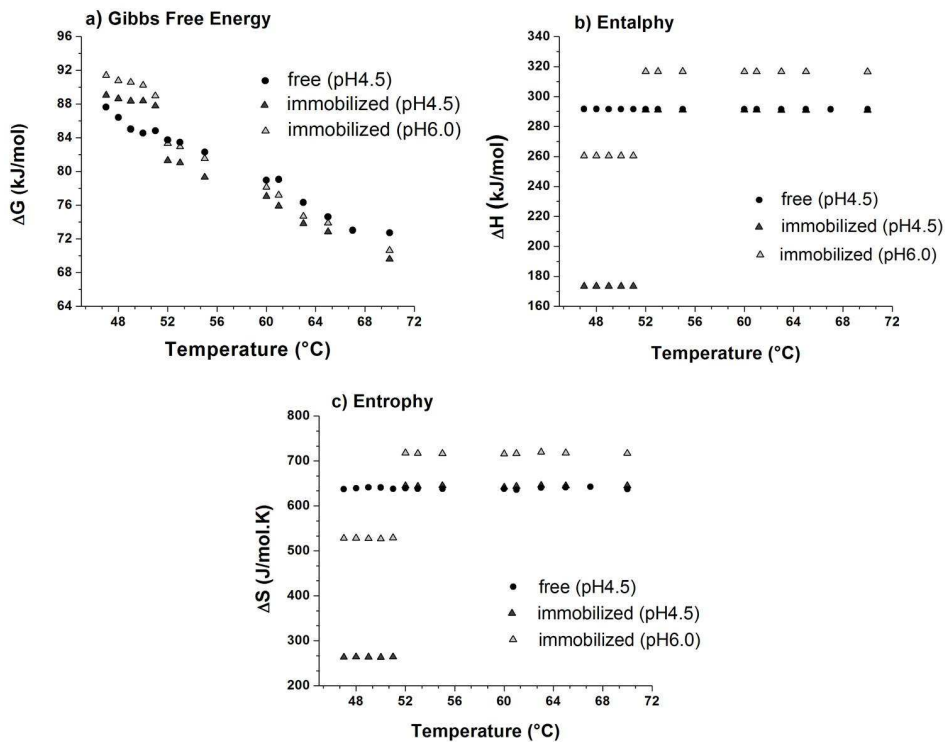 a) Gibbs Free Energy
96
92
88
84
80
76
72
68
64
ΔG (kJ/mol)
free (pH4.5)
immobilized (pH4.5)
immobilized (pH6.0)
48 52 56 60 64 68 72
Temperature (°C)
b) Entalphy
340
320
300
280
260
240
220
200
180
160
ΔH (kJ/mol)
free (pH4.5)
immobilized (pH4.5)
immobilized (pH6.0)
48 52 56 60 64 68 72
Temperature (°C)
c) Entrophy
800
700
600
500
400
300
200
ΔS (J/mol.K)
free (pH4.5)
immobilized (pH4.5)
immobilized (pH6.0)
48 52 56 60 64 68 72
Temperature (°C)